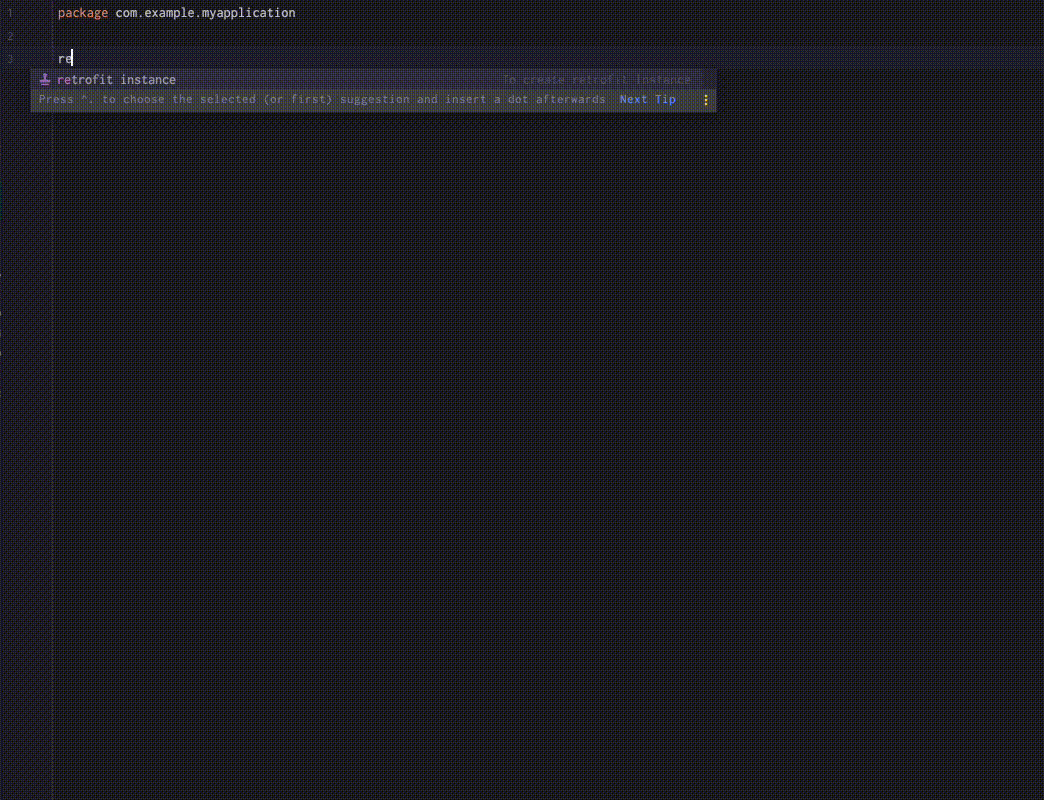 1 package com.example.myapplication
2
3 re
retrofit instance To create retrofit instance
Press ^. to choose the selected (or first) suggestion and insert a dot afterwards Next Tip